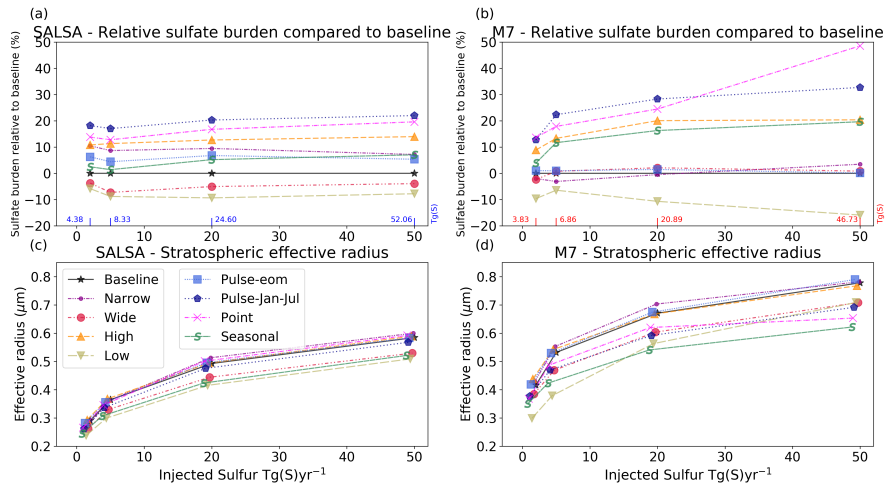 (a)
SALSA - Relative sulfate burden compared to baseline
Sulfate burden relative to baseline (%)
50
40
30
20
10
0
−10
−20
4.38
8.33
24.60
52.06
Tg(S)
0
10
20
30
40
50
(b)
M7 - Relative sulfate burden compared to baseline
Sulfate burden relative to baseline (%)
50
40
30
20
10
0
−10
−20
3.83
6.86
20.89
46.73
Tg(S)
0
10
20
30
40
50
(c)
SALSA - Stratospheric effective radius
Effective radius (μm)
0.8
0.7
0.6
0.5
0.4
0.3
0.2
Baseline
Narrow
Wide
High
Low
Pulse-eom
Pulse-Jan-Jul
Point
Seasonal
0
10
20
30
40
50
Injected Sulfur Tg(S)yr⁻¹
(d)
M7 - Stratospheric effective radius
Effective radius (μm)
0.8
0.7
0.6
0.5
0.4
0.3
0.2
0
10
20
30
40
50
Injected Sulfur Tg(S)yr⁻¹